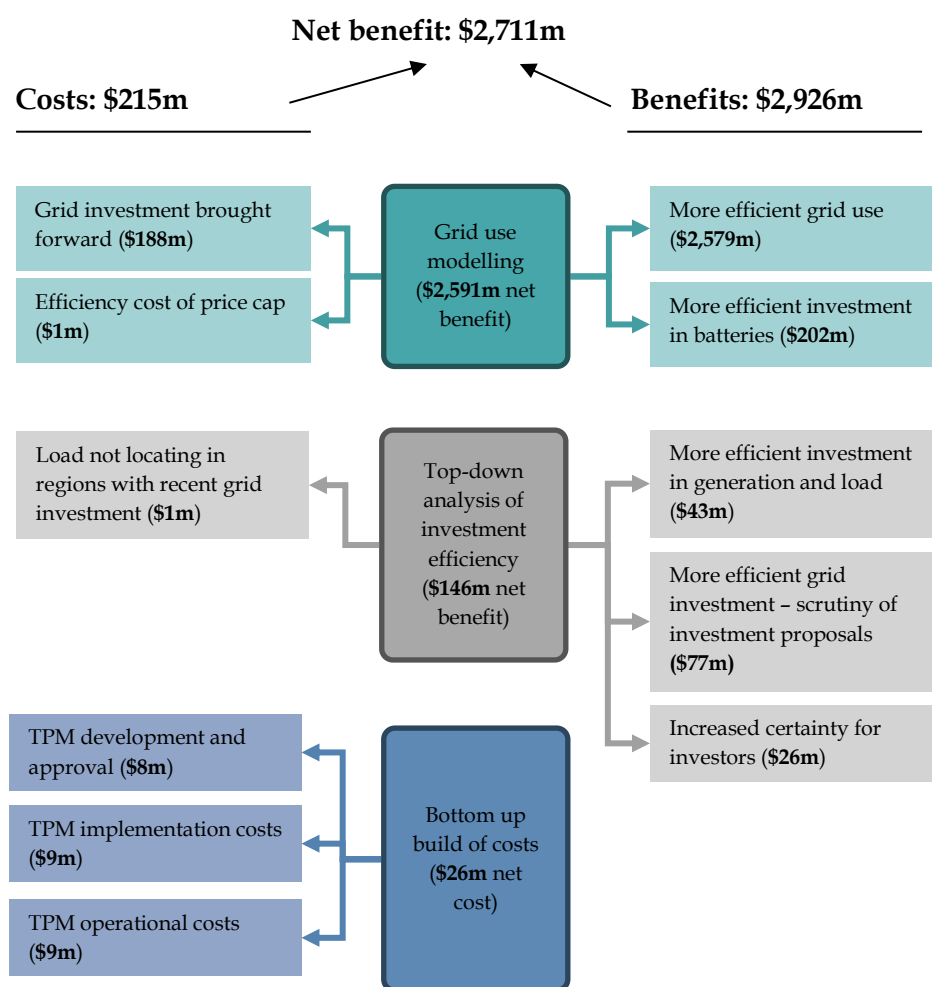 Net benefit: $2,711m
Costs: $215m
Benefits: $2,926m
Grid investment brought
forward ($188m)
Efficiency cost of price cap
($1m)
Grid use
modelling
($2,591m net
benefit)
More efficient grid use
($2,579m)
More efficient investment
in batteries ($202m)
Load not locating in
regions with recent grid
investment ($1m)
Top-down
analysis of
investment
efficiency
($146m net
benefit)
More efficient investment
in generation and load
($43m)
More efficient grid
investment – scrutiny of
investment proposals
($77m)
Increased certainty for
investors ($26m)
TPM development and
approval ($8m)
TPM implementation costs
($9m)
TPM operational costs
($9m)
Bottom up
build of costs
($26m net
cost)